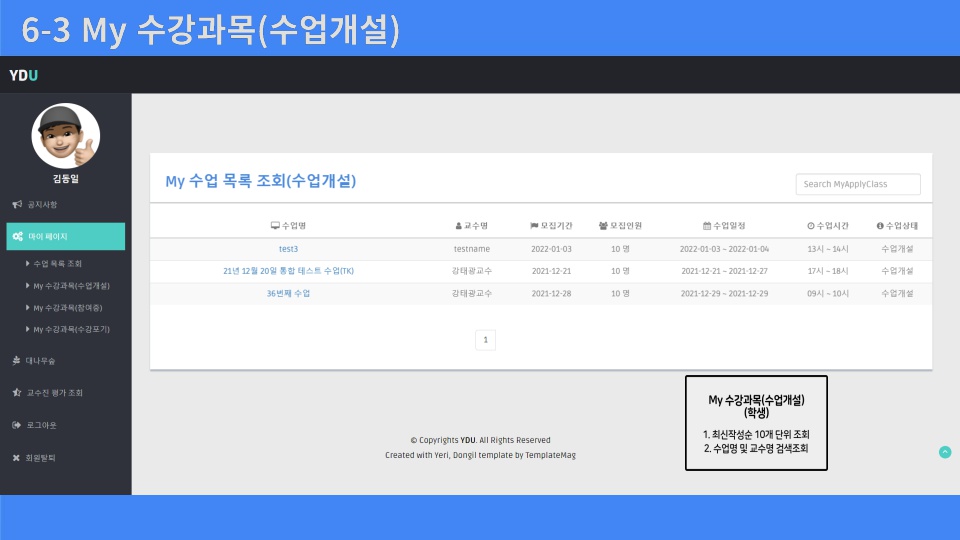 6-3 My 수강과목(수업개설)
YDU
김동일
공지사항
마이 페이지
수업 목록 조회
My 수강과목(수업개설)
My 수강과목(참여중)
My 수강과목(수강포기)
대나무숲
교수진 평가 조회
로그아웃
회원탈퇴
My 수업 목록 조회(수업개설)
Search MyApplyClass
수업명 교수명 모집기간 모집인원 수업일정 수업시간 수업상태
test3 testname 2022-01-03 10 명 2022-01-03 ~ 2022-01-04 13시 ~ 14시 수업개설
21년 12월 20일 통합 테스트 수업(TK) 강태광교수 2021-12-21 10 명 2021-12-21 ~ 2021-12-27 17시 ~ 18시 수업개설
36번째 수업 강태광교수 2021-12-28 10 명 2021-12-29 ~ 2021-12-29 09시 ~ 10시 수업개설
1
My 수강과목(수업개설)
(학생)
1. 최신작성순 10개 단위 조회
2. 수업명 및 교수명 검색조회
© Copyrights YDU. All Rights Reserved
Created with Yeri, Dongil template by TemplateMag